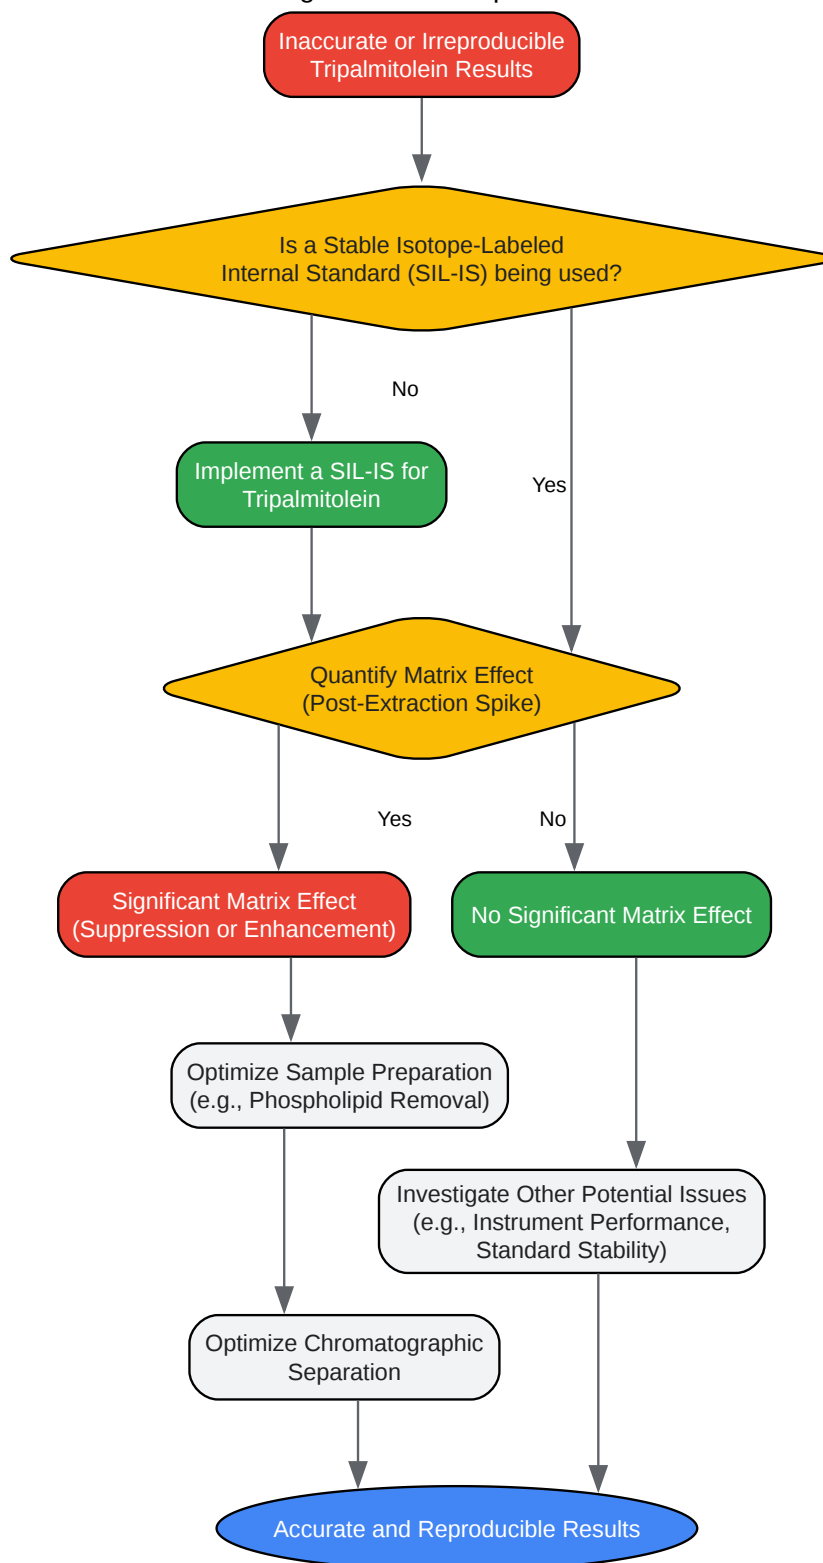 Inaccurate or Irreproducible
Tripalmitolein Results
Is a Stable Isotope-Labeled
Internal Standard (SIL-IS) being used?
No
Implement a SIL-IS for
Tripalmitolein
Yes
Quantify Matrix Effect
(Post-Extraction Spike)
Yes
No
Significant Matrix Effect
(Suppression or Enhancement)
No Significant Matrix Effect
Optimize Sample Preparation
(e.g., Phospholipid Removal)
Investigate Other Potential Issues
(e.g., Instrument Performance,
Standard Stability)
Optimize Chromatographic
Separation
Accurate and Reproducible Results